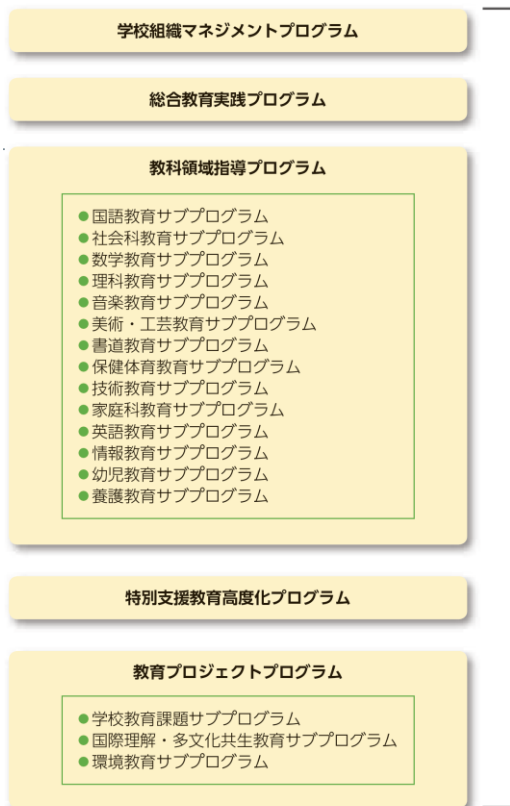 学校組織マネジメントプログラム
総合教育実践プログラム
教科領域指導プログラム
●国語教育サブプログラム
●社会科教育サブプログラム
●数学教育サブプログラム
●理科教育サブプログラム
●音楽教育サブプログラム
●美術・工芸教育サブプログラム
●書道教育サブプログラム
●保健体育教育サブプログラム
●技術教育サブプログラム
●家庭科教育サブプログラム
●英語教育サブプログラム
●情報教育サブプログラム
●幼児教育サブプログラム
●養護教育サブプログラム
特別支援教育高度化プログラム
教育プロジェクトプログラム
●学校教育課題サブプログラム
●国際理解・多文化共生教育サブプログラム
●環境教育サブプログラム